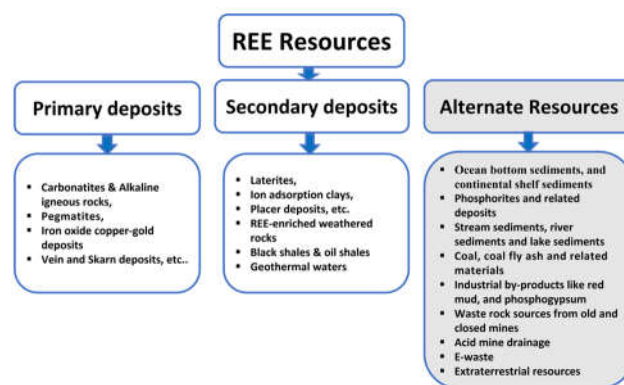 REE Resources
Primary deposits
Carbonatites & Alkaline
igneous rocks,
Pegmatites,
Iron oxide copper-gold
deposits
Vein and Skarn deposits, etc..
Secondary deposits
Laterites,
Ion adsorption clays,
Placer deposits, etc.
REE-enriched weathered
rocks
Black shales & oil shales
Geothermal waters
Alternate Resources
Ocean bottom sediments, and
continental shelf sediments
Phosphorites and related
deposits
Stream sediments, river
sediments and lake sediments
Coal, coal fly ash and related
materials
Industrial by-products like red
mud, and phosphogypsum
Waste rock sources from old and
closed mines
Acid mine drainage
E-waste
Extraterrestrial resources